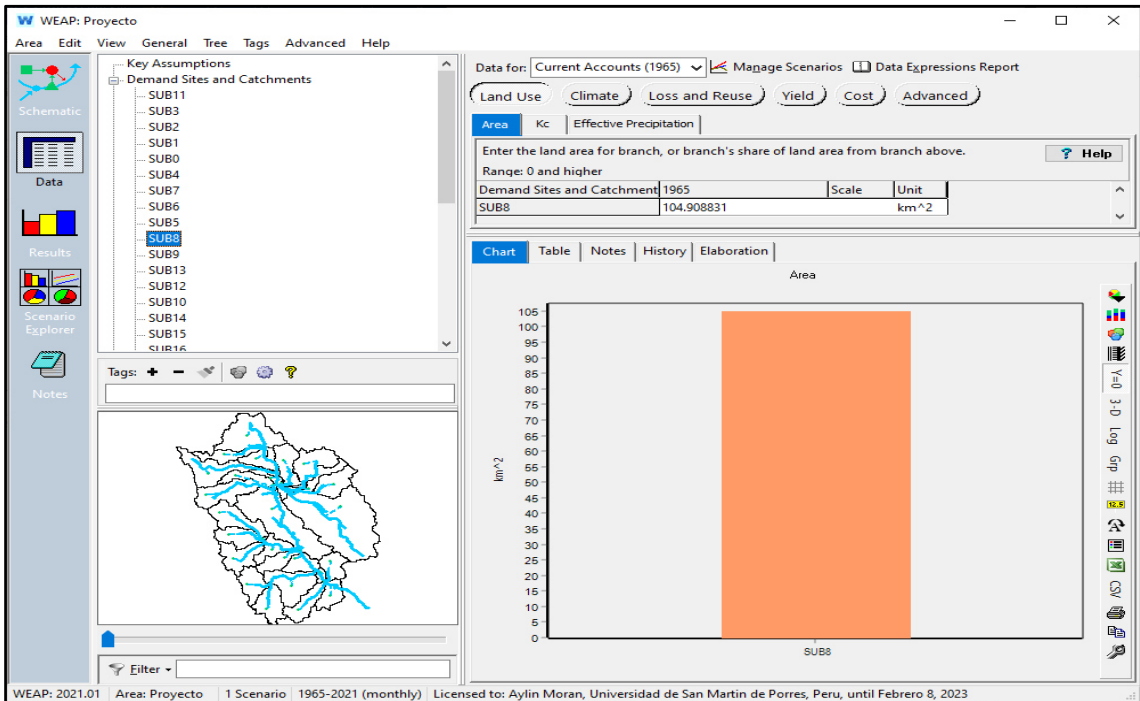 WEAP: Proyecto
Area Edit View General Tree Tags Advanced Help
Schematic
Data
Results
Scenario
Explorer
Notes
Key Assumptions
Demand Sites and Catchments
SUB11
SUB3
SUB2
SUB1
SUB0
SUB4
SUB7
SUB6
SUB5
SUB8
SUB9
SUB13
SUB12
SUB10
SUB14
SUB15
SUB16
Tags:
Filter
Data for: Current Accounts (1965) Manage Scenarios Data Expressions Report
Land Use Climate Loss and Reuse Yield Cost Advanced
Area Kc Effective Precipitation
Enter the land area for branch, or branch's share of land area from branch above.
Help
Range: 0 and higher
Demand Sites and Catchment 1965 Scale Unit
SUB8 104.908831 km^2
Chart Table Notes History Elaboration
Area
105
100
95
90
85
80
75
70
65
60
55
50
45
40
35
30
25
20
15
10
5
0
km^2
SUB8
Y=0
3-D
Log
Grp
12.5
CSV
WEAP: 2021.01 Area: Proyecto 1 Scenario 1965-2021 (monthly) Licensed to: Aylin Moran, Universidad de San Martin de Porres, Peru, until Febrero 8, 2023